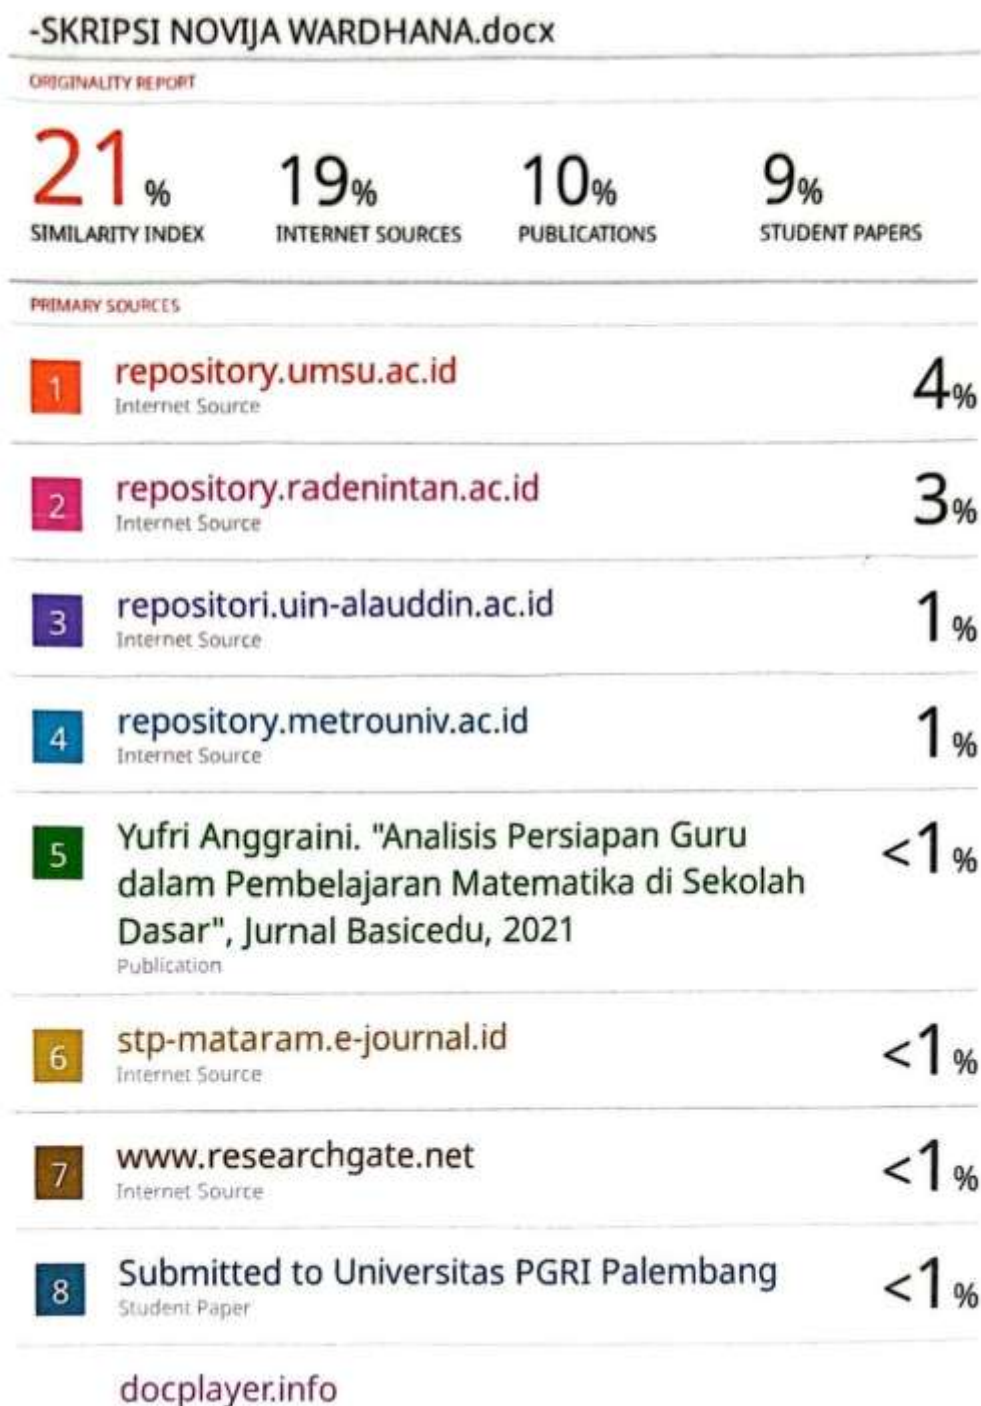 -SKRIPSI NOVIJA WARDHANA.docx
ORIGINALITY REPORT
21%
19%
10%
9%
SIMILARITY INDEX
INTERNET SOURCES
PUBLICATIONS
STUDENT PAPERS
PRIMARY SOURCES
1
repository.umsu.ac.id
Internet Source
4%
2
repository.radenintan.ac.id
Internet Source
3%
3
repositori.uin-alauddin.ac.id
Internet Source
1%
4
repository.metrouniv.ac.id
Internet Source
1%
5
Yufri Anggraini. "Analisis Persiapan Guru
dalam Pembelajaran Matematika di Sekolah
Dasar", Jurnal Basicedu, 2021
Publication
<1%
6
stp-mataram.e-journal.id
Internet Source
<1%
7
www.researchgate.net
Internet Source
<1%
8
Submitted to Universitas PGRI Palembang
Student Paper
<1%
docplayer.info